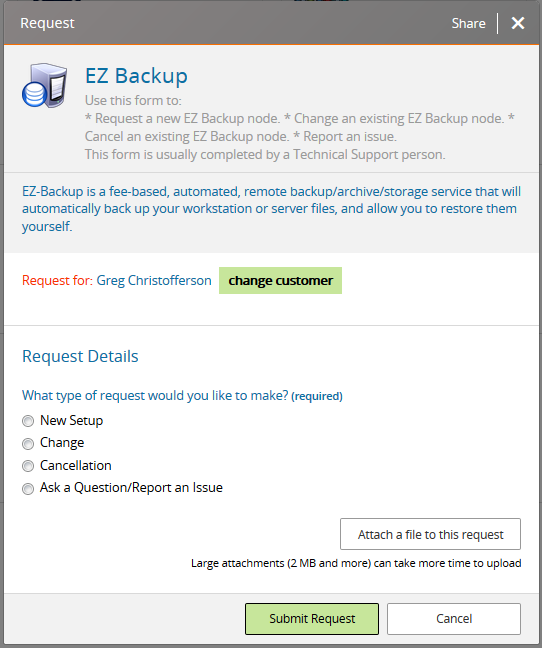 Request
Share
EZ Backup
Use this form to:
* Request a new EZ Backup node. * Change an existing EZ Backup node. *
Cancel an existing EZ Backup node. * Report an issue.
This form is usually completed by a Technical Support person.
EZ-Backup is a fee-based, automated, remote backup/archive/storage service that will
automatically back up your workstation or server files, and allow you to restore them
yourself.
Request for: Greg Christofferson change customer
Request Details
What type of request would you like to make? (required)
New Setup
Change
Cancellation
Ask a Question/Report an Issue
Attach a file to this request
Large attachments (2 MB and more) can take more time to upload
Submit Request Cancel